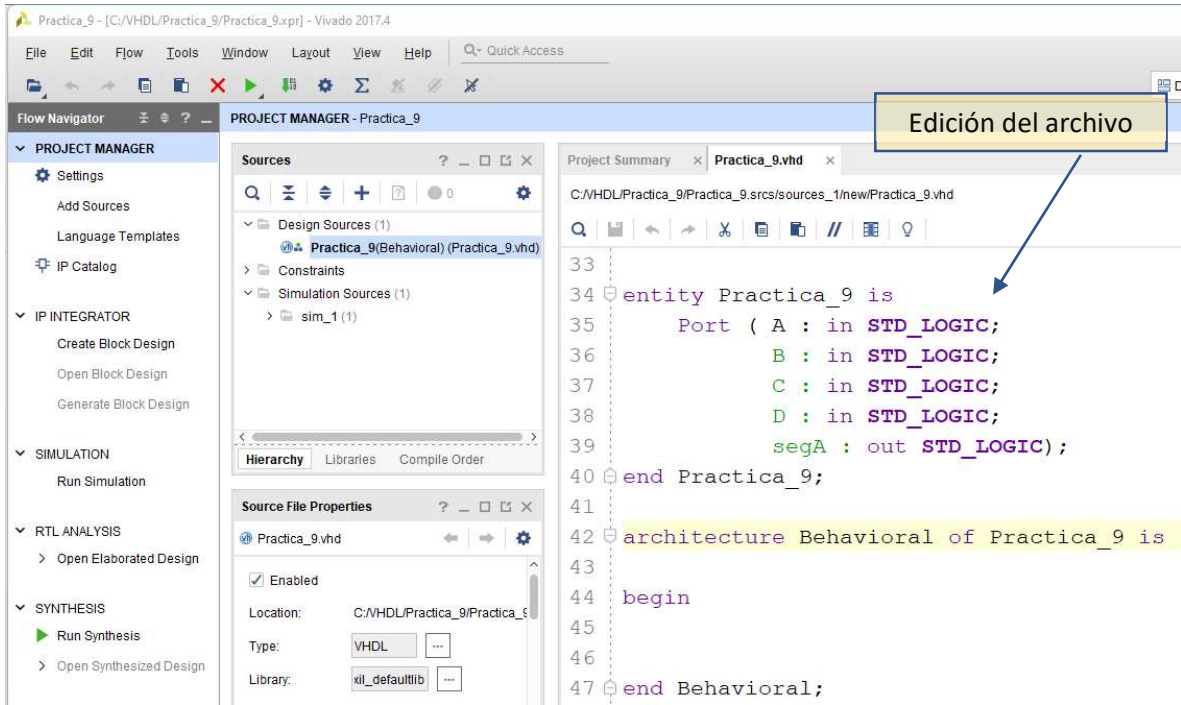 Practica_9 - [C:/VHDL/Practica_9/Practica_9.xpr] - Vivado 2017.4
File Edit Flow Tools Window Layout View Help Quick Access
Flow Navigator
PROJECT MANAGER - Practica_9
Edición del archivo
PROJECT MANAGER
Settings
Add Sources
Language Templates
IP Catalog
IP INTEGRATOR
Create Block Design
Open Block Design
Generate Block Design
SIMULATION
Run Simulation
RTL ANALYSIS
Open Elaborated Design
SYNTHESIS
Run Synthesis
Open Synthesized Design
Sources
0
Design Sources (1)
Practica_9(Behavioral) (Practica_9.vhd)
Constraints
Simulation Sources (1)
sim_1 (1)
Hierarchy Libraries Compile Order
Source File Properties
Practica_9.vhd
Enabled
Location: C:/VHDL/Practica_9/Practica_9
Type: VHDL
Library: xil_defaultlib
Project Summary Practica_9.vhd
C:/VHDL/Practica_9/Practica_9.srcs/sources_1/new/Practica_9.vhd
33
34 entity Practica_9 is
35 Port ( A : in STD_LOGIC;
36 B : in STD_LOGIC;
37 C : in STD_LOGIC;
38 D : in STD_LOGIC;
39 segA : out STD_LOGIC);
40 end Practica_9;
41
42 architecture Behavioral of Practica_9 is
43
44 begin
45
46
47 end Behavioral;